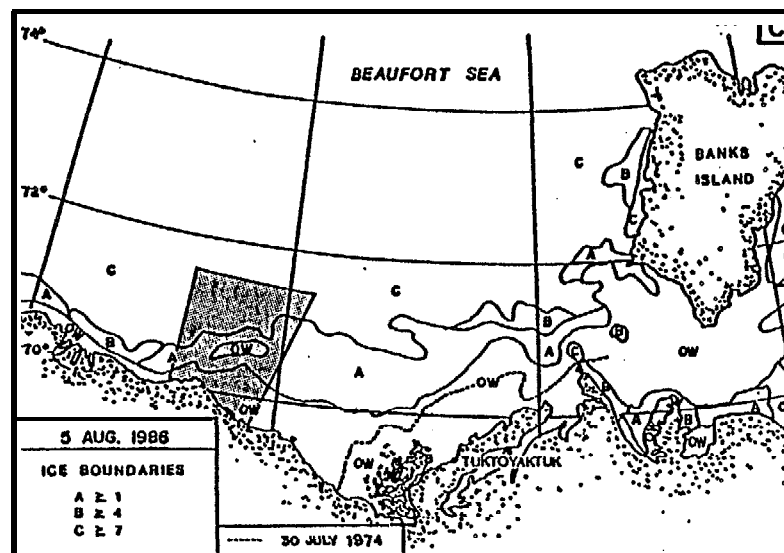 74°
BEAUFORT SEA
C
BANKS
ISLAND
C
B
72°
C
C
A
C
A
OW
B
A
OW
C
B
B
A
A
OW
OW
70°
OW
OW
A
B
OW
A
TUKTOYAKTUK
5 AUG. 1986
ICE BOUNDARIES
A ≥ 1
B ≥ 4
C ≥ 7
30 JULY 1974